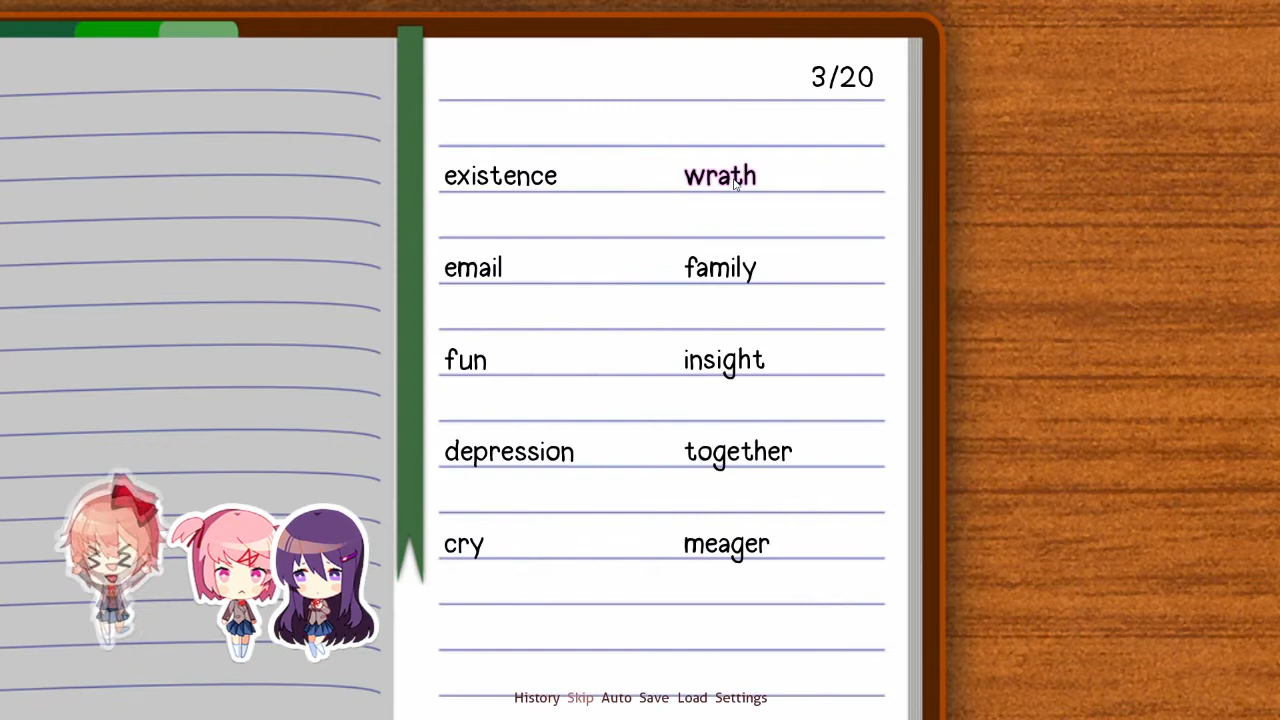 3/20
existence wrath
email family
fun insight
depression together
cry meager
History Skip Auto Save Load Settings